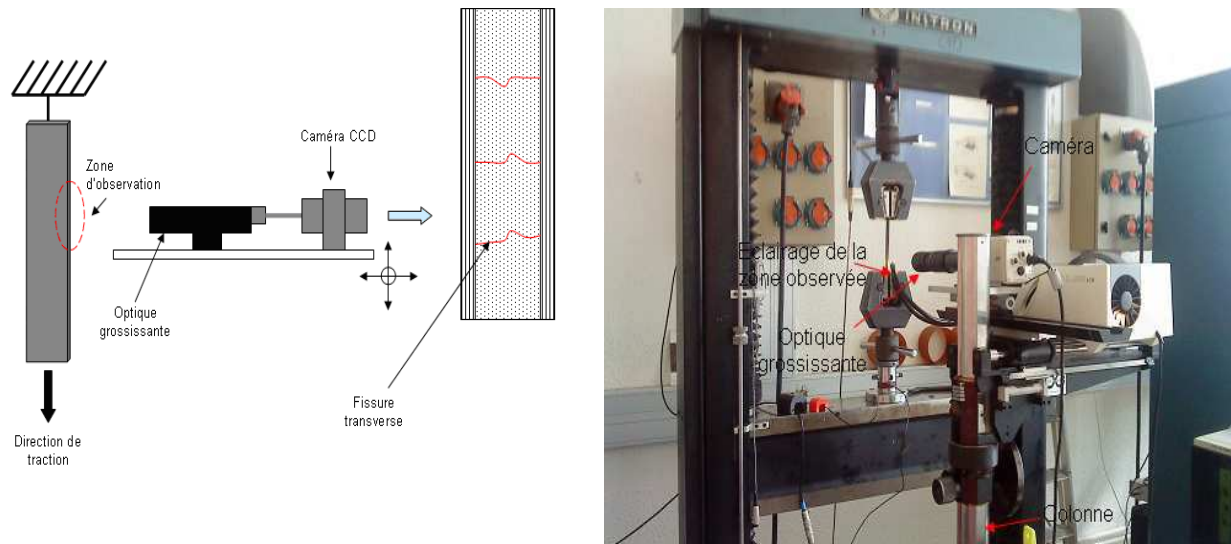 Zone
d'observation
Caméra CCD
Optique
grossissante
Direction de
traction
Fissure
transverse
INSTRON
Caméra
Eclairage de la
zone observée
Optique
grossissante
Colonne